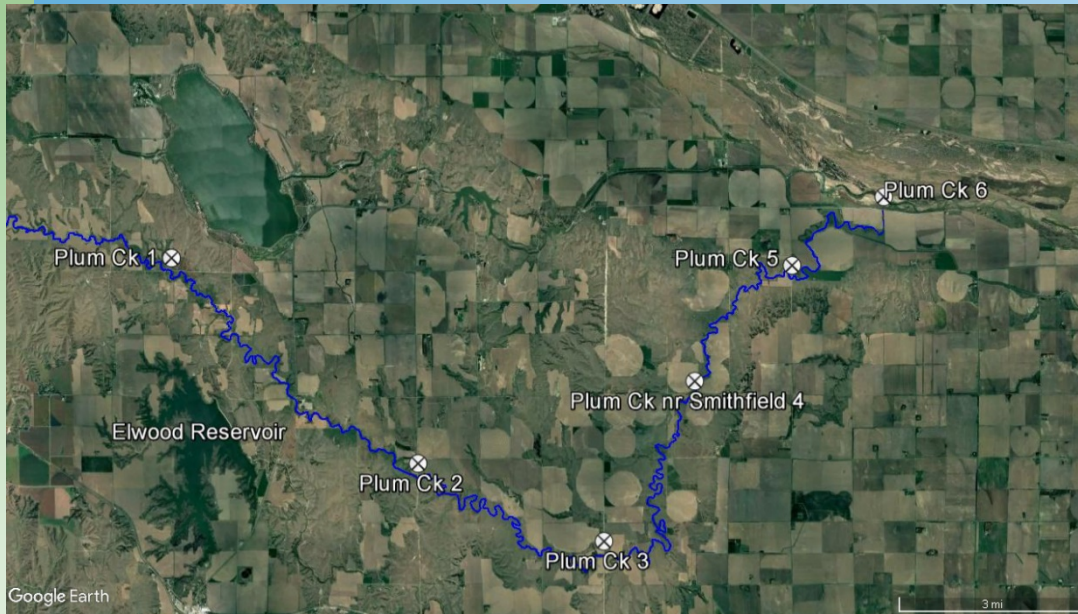 Plum Ck 6
Plum Ck 1
Plum Ck 5
Plum Ck nr Smithfield 4
Elwood Reservoir
Plum Ck 2
Plum Ck 3
Google Earth
3 mi